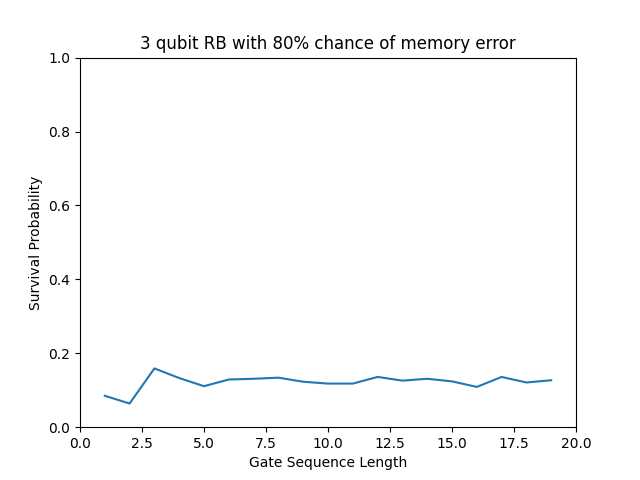 3 qubit RB with 80% chance of memory error
1.0
0.8
0.6
0.4
0.2
0.0
Survival Probability
0.0 2.5 5.0 7.5 10.0 12.5 15.0 17.5 20.0
Gate Sequence Length